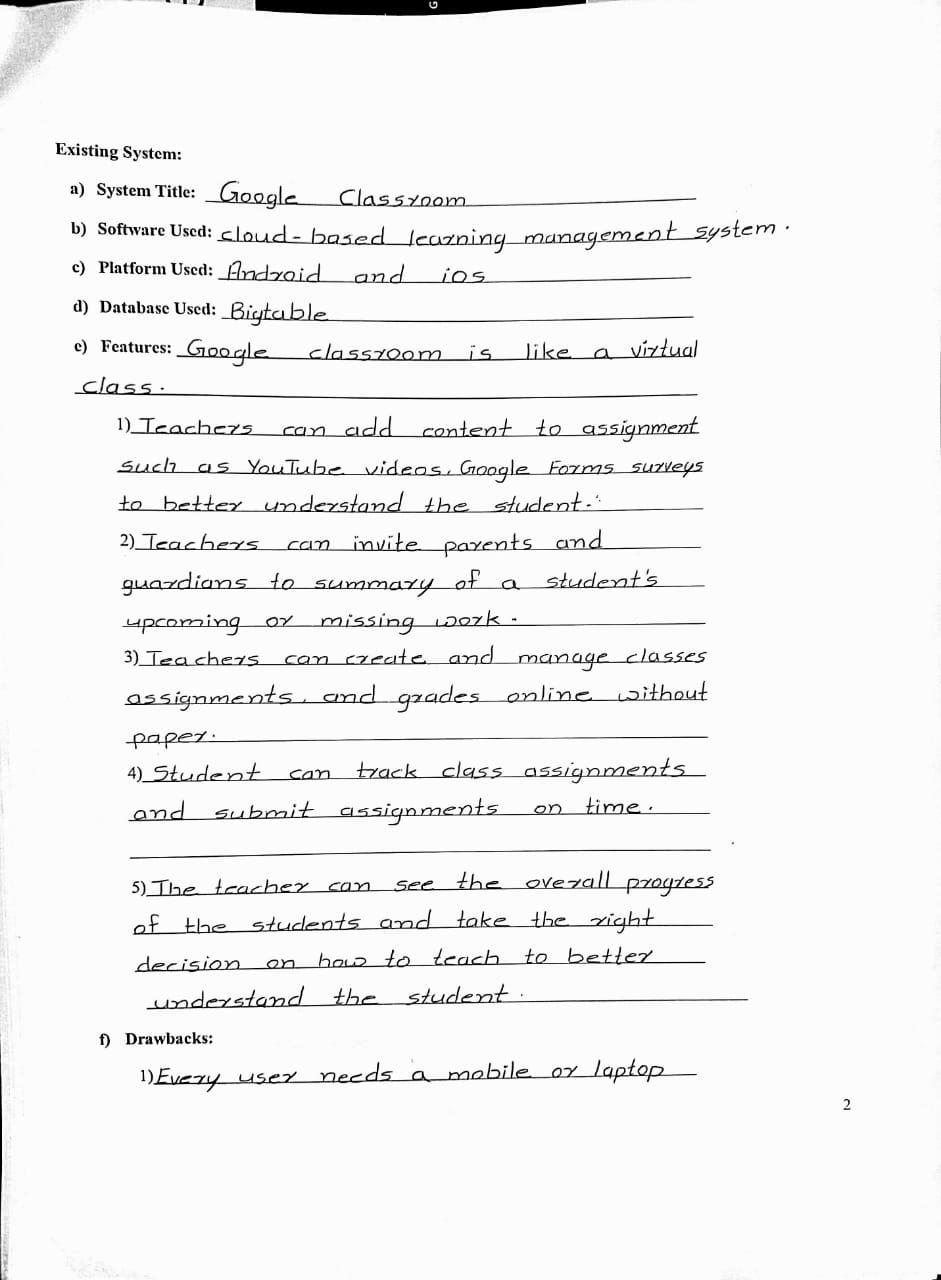 Existing System:
a) System Title: Google Classroom
b) Software Used: cloud-based learning management system.
c) Platform Used: Android and ios
d) Database Used: Bigtable
e) Features: Google classroom is like a virtual
class.
1) Teachers can add content to assignment
such as YouTube videos, Google Forms surveys
to better understand the student.
2) Teachers can invite parents and
guardians to summary of a student's
upcoming or missing work.
3) Teachers can create and manage classes
assignments, and grades online without
paper.
4) Student can track class assignments
and submit assignments on time.
5) The teacher can see the overall progress
of the students and take the right
decision on how to teach to better
understand the student.
f) Drawbacks:
1) Every user needs a mobile or laptop
2